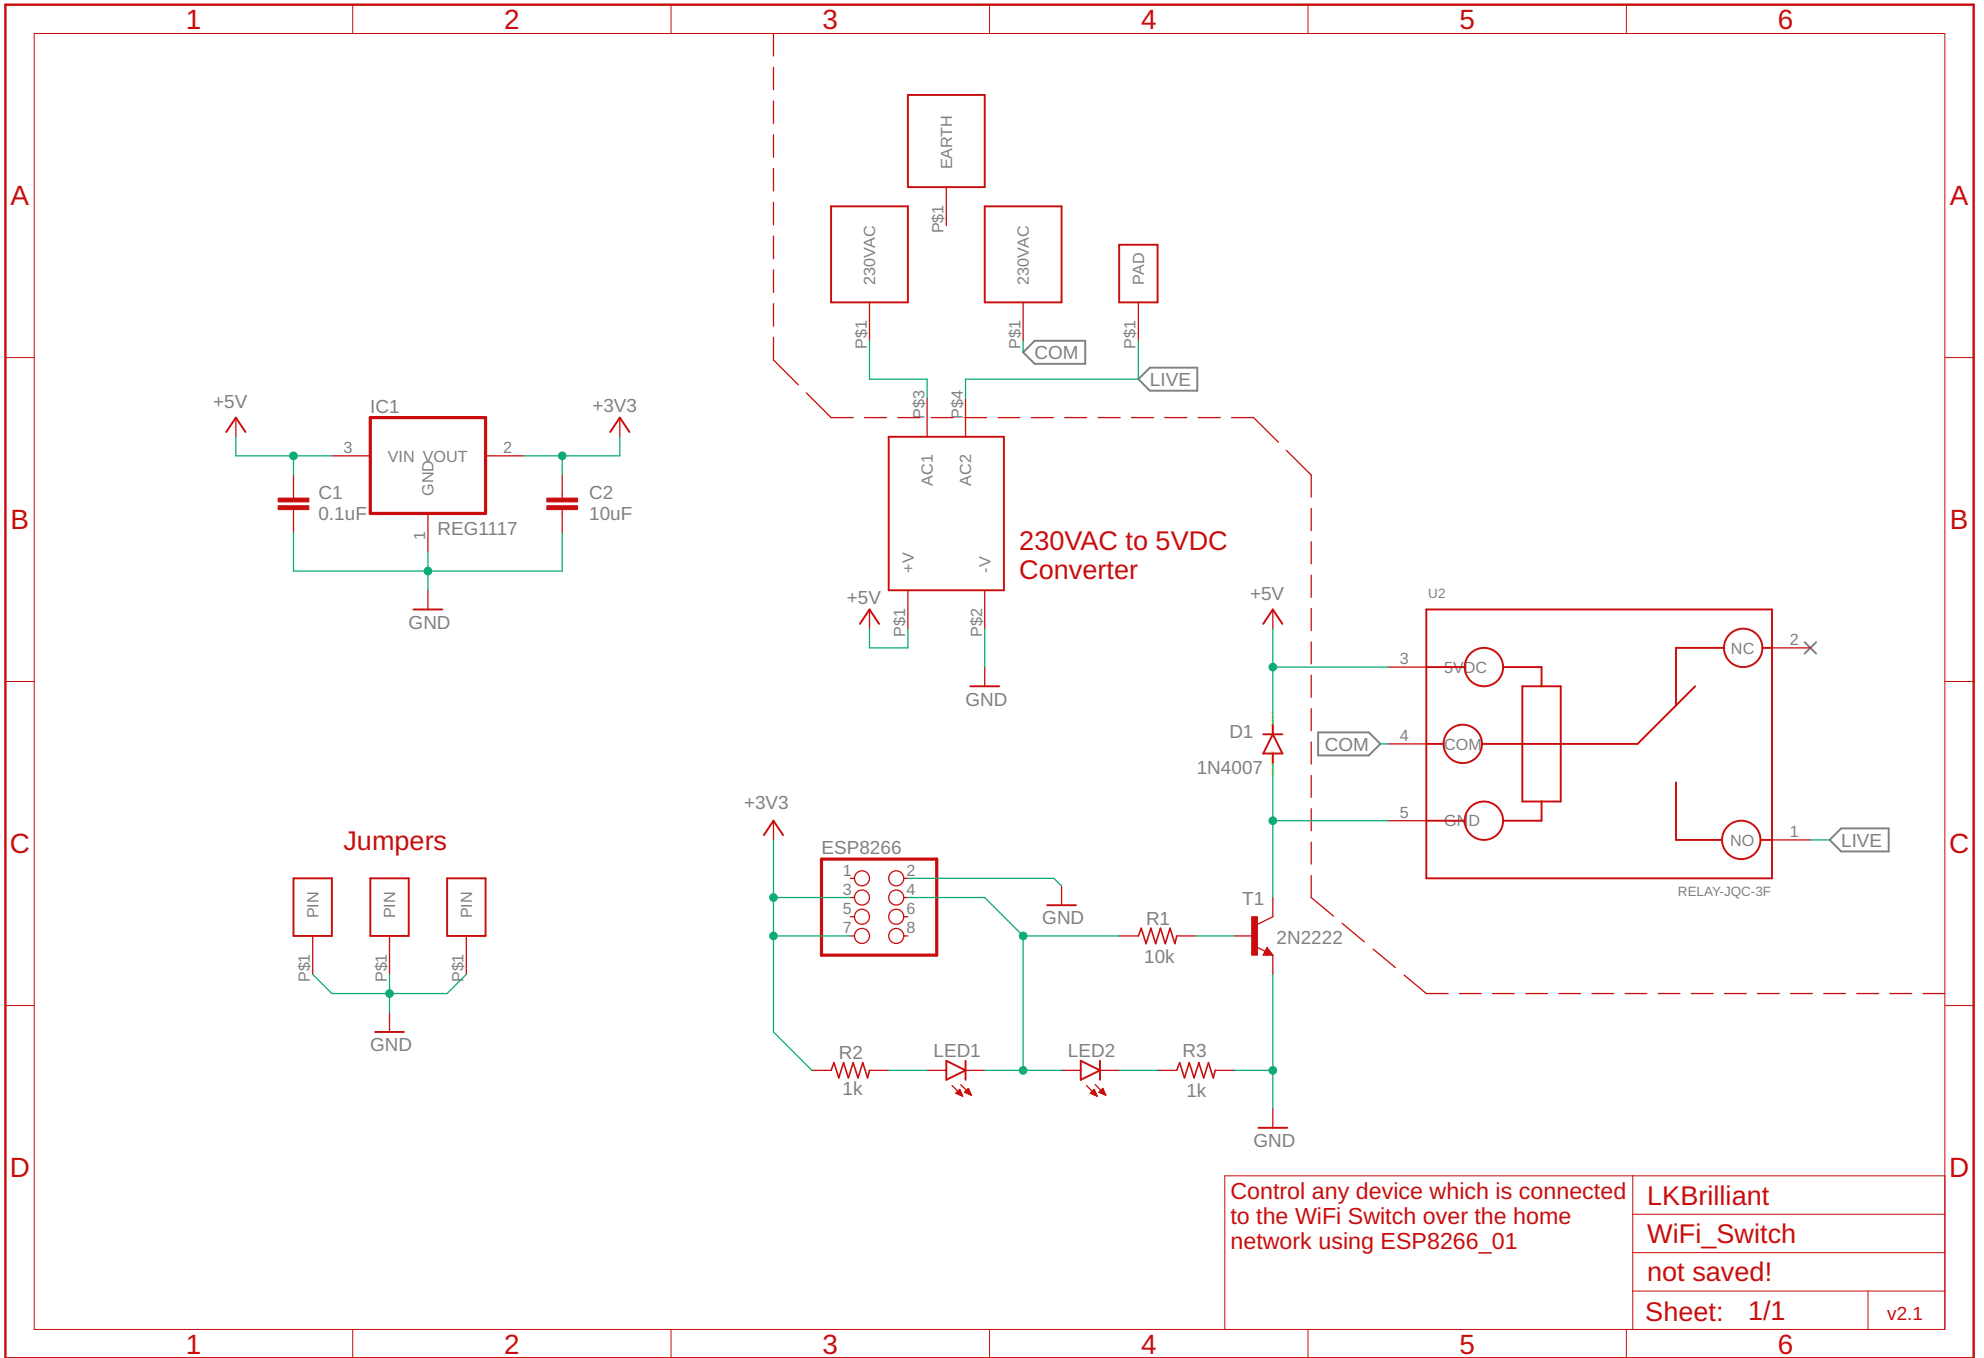 1 2 3 4 5 6
A A
EARTH
P$1
230VAC
P$1
230VAC
P$1
COM
PAD
P$1
LIVE
B B
+5V
IC1
+3V3
3
VIN VOUT
GND
2
C1
0.1uF
C2
10uF
1
REG1117
GND
P$3
P$4
AC1
AC2
230VAC to 5VDC
Converter
+V
-V
+5V
P$1
P$2
GND
+5V
U2
3
5VDC
NC
2
D1
1N4007
COM
4
COM
5
GND
NO
1
LIVE
RELAY-JQC-3F
C C
Jumpers
PIN
PIN
PIN
P$1
P$1
P$1
GND
+3V3
ESP8266
1 2
3 4
5 6
7 8
GND
R1
10k
T1
2N2222
R2
1k
LED1
LED2
R3
1k
GND
D D
Control any device which is connected
to the WiFi Switch over the home
network using ESP8266_01
LKBrilliant
WiFi_Switch
not saved!
Sheet: 1/1
v2.1
1 2 3 4 5 6